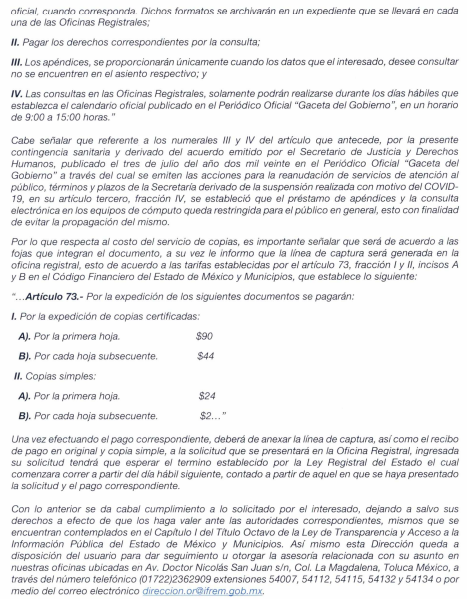 oficial, cuando corresponda. Dichos formatos se archivarán en un expediente que se llevará en cada
una de las Oficinas Registrales;
II. Pagar los derechos correspondientes por la consulta;
III. Los apéndices, se proporcionarán únicamente cuando los datos que el interesado, desee consultar
no se encuentren en el asiento respectivo; y
IV. Las consultas en las Oficinas Registrales, solamente podrán realizarse durante los días hábiles que
establezca el calendario oficial publicado en el Periódico Oficial “Gaceta del Gobierno”, en un horario
de 9:00 a 15:00 horas.”
Cabe señalar que referente a los numerales III y IV del artículo que antecede, por la presente
contingencia sanitaria y derivado del acuerdo emitido por el Secretario de Justicia y Derechos
Humanos, publicado el tres de julio del año dos mil veinte en el Periódico Oficial “Gaceta del
Gobierno” a través del cual se emiten las acciones para la reanudación de servicios de atención al
público, términos y plazos de la Secretaría derivado de la suspensión realizada con motivo del COVID-
19, en su artículo tercero, fracción IV, se estableció que el préstamo de apéndices y la consulta
electrónica en los equipos de cómputo queda restringida para el público en general, esto con finalidad
de evitar la propagación del mismo.
Por lo que respecta al costo del servicio de copias, es importante señalar que será de acuerdo a las
fojas que integran el documento, a su vez le informo que la línea de captura será generada en la
oficina registral, esto de acuerdo a las tarifas establecidas por el artículo 73, fracción I y II, incisos A
y B en el Código Financiero del Estado de México y Municipios, que establece lo siguiente:
“…Artículo 73.- Por la expedición de los siguientes documentos se pagarán:
I. Por la expedición de copias certificadas:
A). Por la primera hoja. $90
B). Por cada hoja subsecuente. $44
II. Copias simples:
A). Por la primera hoja. $24
B). Por cada hoja subsecuente. $2…”
Una vez efectuando el pago correspondiente, deberá de anexar la línea de captura, así como el recibo
de pago en original y copia simple, a la solicitud que se presentará en la Oficina Registral, ingresada
su solicitud tendrá que esperar el termino establecido por la Ley Registral del Estado el cual
comenzara correr a partir del día hábil siguiente, contado a partir de aquel en que se haya presentado
la solicitud y el pago correspondiente.
Con lo anterior se da cabal cumplimiento a lo solicitado por el interesado, dejando a salvo sus
derechos a efecto de que los haga valer ante las autoridades correspondientes, mismos que se
encuentran contemplados en el Capítulo I del Título Octavo de la Ley de Transparencia y Acceso a la
Información Pública del Estado de México y Municipios. Así mismo esta Dirección queda a
disposición del usuario para dar seguimiento u otorgar la asesoría relacionada con su asunto en
nuestras oficinas ubicadas en Av. Doctor Nicolás San Juan s/n, Col. La Magdalena, Toluca México, a
través del número telefónico (01722)2362909 extensiones 54007, 54112, 54115, 54132 y 54134 o por
medio del correo electrónico direccion.or@ifrem.gob.mx.